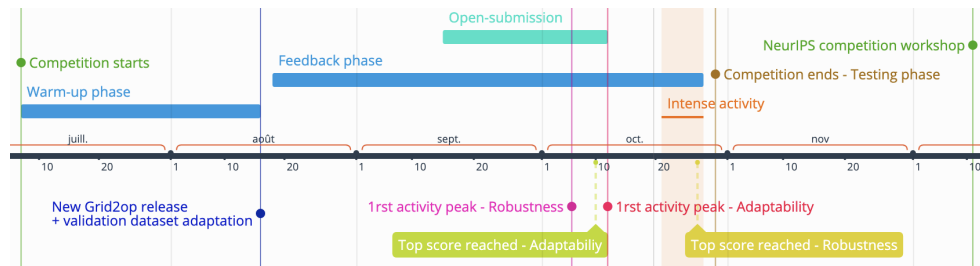 Open-submission
NeurIPS competition workshop
Competition starts
Feedback phase
Competition ends - Testing phase
Warm-up phase
Intense activity
juill. août sept. oct. nov
10 20 1 10 20 1 10 20 1 10 20 1 10 20 1 10
New Grid2op release
+ validation dataset adaptation
1rst activity peak - Robustness
1rst activity peak - Adaptability
Top score reached - Adaptabiliy
Top score reached - Robustness